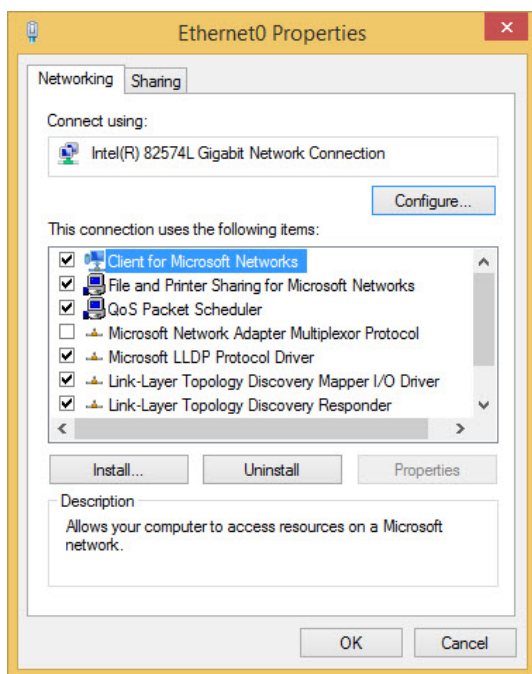 Ethernet0 Properties
Networking
Sharing
Connect using:
Intel(R) 82574L Gigabit Network Connection
Configure...
This connection uses the following items:
Client for Microsoft Networks
File and Printer Sharing for Microsoft Networks
QoS Packet Scheduler
Microsoft Network Adapter Multiplexor Protocol
Microsoft LLDP Protocol Driver
Link-Layer Topology Discovery Mapper I/O Driver
Link-Layer Topology Discovery Responder
Install...
Uninstall
Properties
Description
Allows your computer to access resources on a Microsoft
network.
OK
Cancel